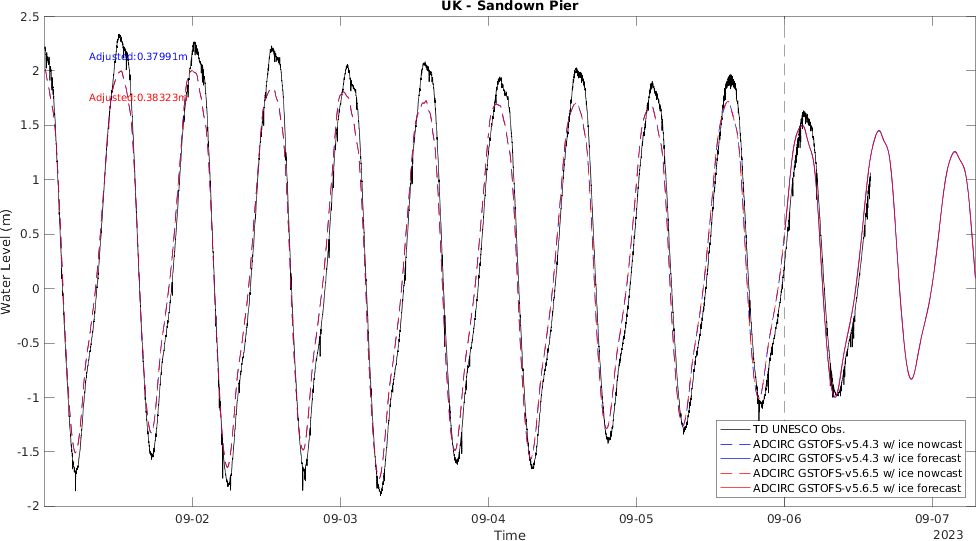 UK - Sandown Pier
2.5
2
1.5
1
0.5
0
-0.5
-1
-1.5
-2
Water Level (m)
Adjusted:0.37991m
Adjusted:0.38323m
TD UNESCO Obs.
ADCIRC GSTOFS-v5.4.3 w/ ice nowcast
ADCIRC GSTOFS-v5.4.3 w/ ice forecast
ADCIRC GSTOFS-v5.6.5 w/ ice nowcast
ADCIRC GSTOFS-v5.6.5 w/ ice forecast
09-02 09-03 09-04 09-05 09-06 09-07
Time
2023